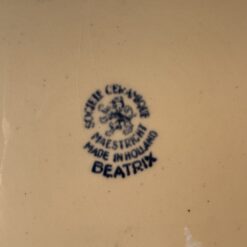 SOCIETE CERAMIQUE
MAESTRICHT
MADE IN HOLLAND
BEATRIX